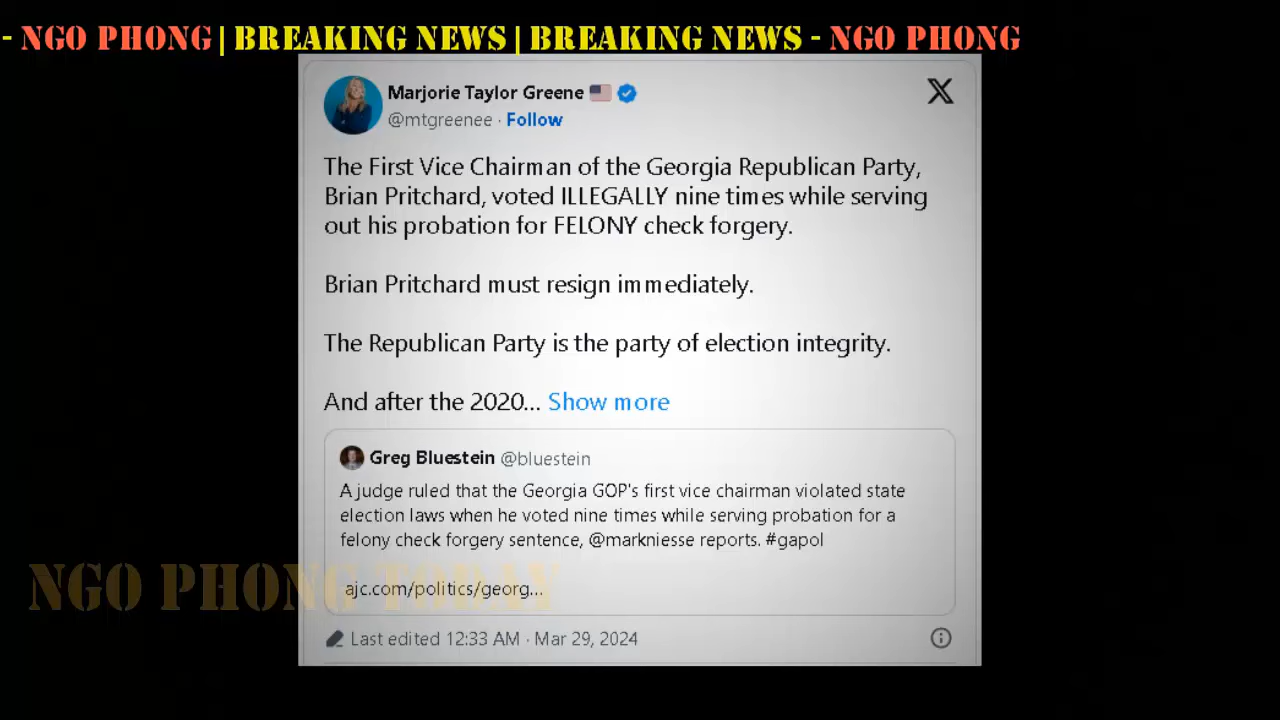 - NGO PHONG | BREAKING NEWS | BREAKING NEWS - NGO PHONG
Marjorie Taylor Greene
@mtgreenee · Follow
The First Vice Chairman of the Georgia Republican Party,
Brian Pritchard, voted ILLEGALLY nine times while serving
out his probation for FELONY check forgery.
Brian Pritchard must resign immediately.
The Republican Party is the party of election integrity.
And after the 2020... Show more
Greg Bluestein @bluestein
A judge ruled that the Georgia GOP's first vice chairman violated state
election laws when he voted nine times while serving probation for a
felony check forgery sentence, @markniesse reports. #gapol
ajc.com/politics/georg...
NGO PHONG TODAY
Last edited 12:33 AM · Mar 29, 2024